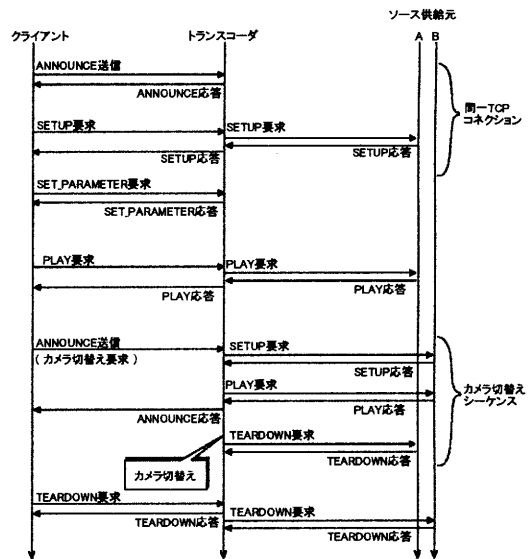 ソース供給元
クライアント
トランスコーダ
A B
ANNOUNCE送信
ANNOUNCE応答
同一TCP
コネクション
SETUP要求
SETUP要求
SETUP応答
SETUP応答
SET_PARAMETER要求
SET_PARAMETER応答
PLAY要求
PLAY要求
PLAY応答
PLAY応答
ANNOUNCE送信
(カメラ切替え要求)
SETUP要求
SETUP応答
PLAY要求
PLAY応答
ANNOUNCE応答
カメラ切替え
シーケンス
TEARDOWN要求
TEARDOWN応答
カメラ切替え
TEARDOWN要求
TEARDOWN応答
TEARDOWN要求
TEARDOWN応答